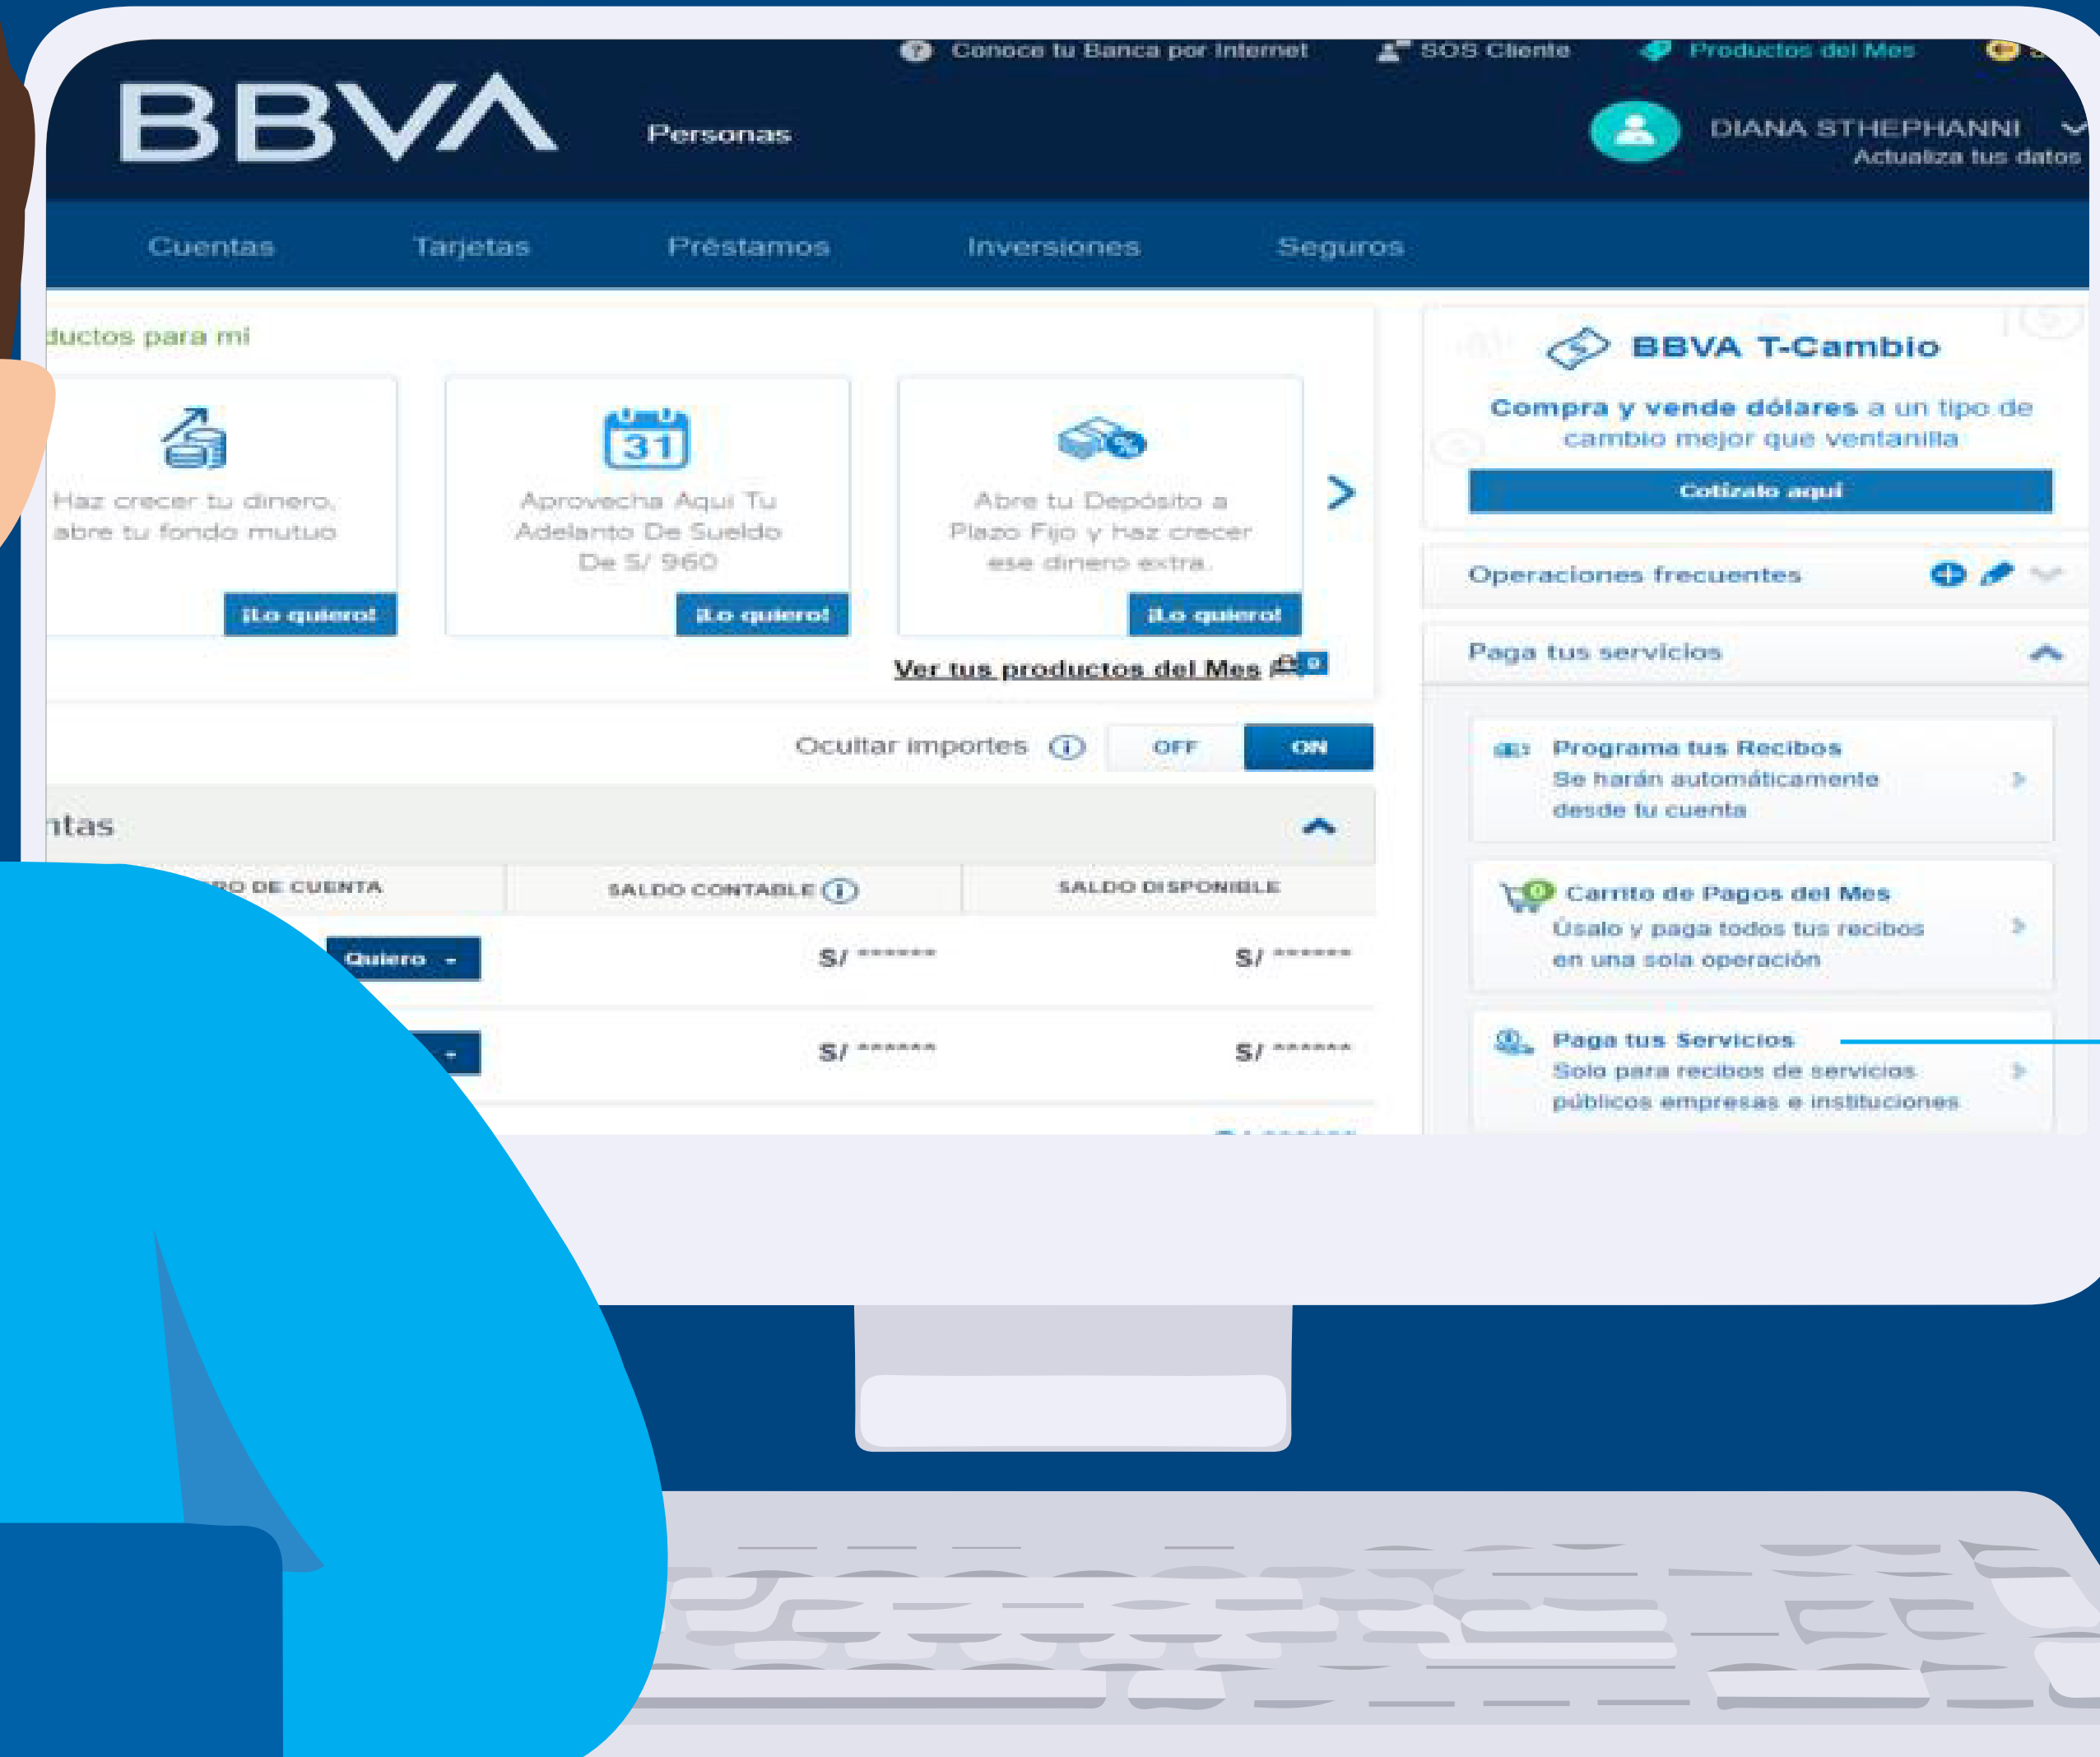 Conoce tu Banca por Internet
SOS Cliente
Productos del Mes
BBVA
Personas
DIANA STHEPHANNI
Actualiza tus datos
Cuentas
Tarjetas
Préstamos
Inversiones
Seguros
ductos para mi
Haz crecer tu dinero,
abre tu fondo mutuo
¡Lo quiero!
31
Aprovecha Aqui Tu
Adelanto De Sueldo
De S/ 960
¡Lo quiero!
Abre tu Depósito a
Plazo Fijo y haz crecer
ese dinero extra.
¡Lo quiero!
Ver tus productos del Mes
Ocultar importes
OFF
ON
ntas
RO DE CUENTA
SALDO CONTABLE
SALDO DISPONIBLE
Quiero
S/ ******
S/ ******
S/ ******
S/ ******
BBVA T-Cambio
Compra y vende dólares a un tipo de
cambio mejor que ventanilla
Cotízalo aquí
Operaciones frecuentes
Paga tus servicios
Programa tus Recibos
Se harán automáticamente
desde tu cuenta
Carrito de Pagos del Mes
Úsalo y paga todos tus recibos
en una sola operación
Paga tus Servicios
Solo para recibos de servicios
públicos empresas e instituciones